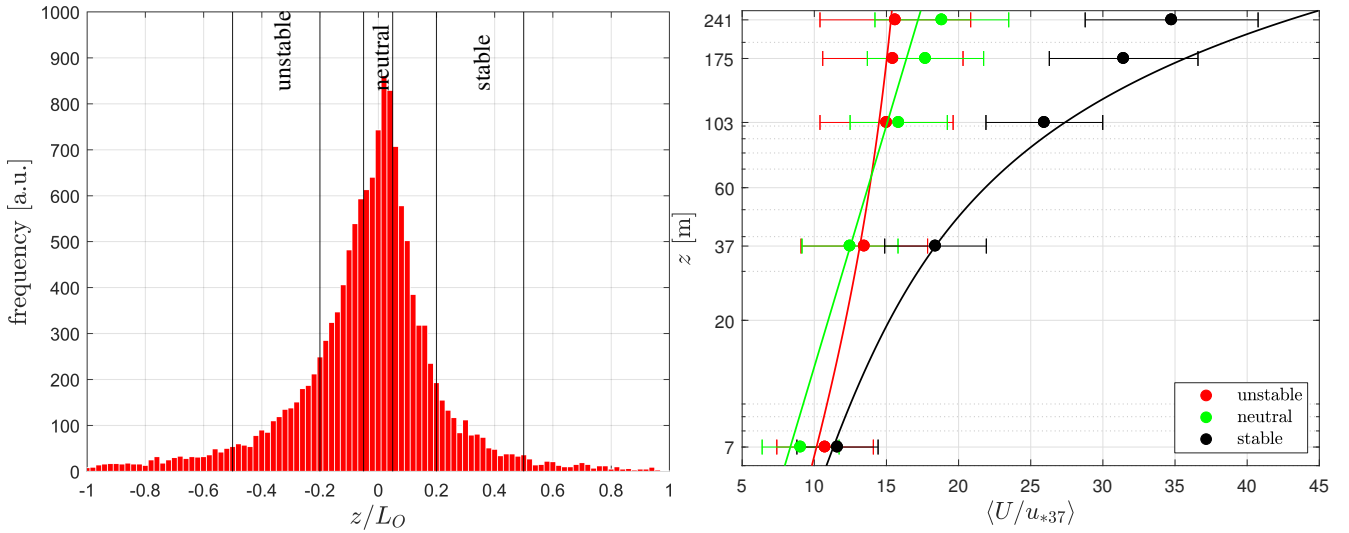 1000
900
800
700
600
500
400
300
200
100
0
frequency [a.u.]
unstable
neutral
stable
-1 -0.8 -0.6 -0.4 -0.2 0 0.2 0.4 0.6 0.8 1
z/L_O
241
175
103
60
37
20
7
z [m]
unstable
neutral
stable
5 10 15 20 25 30 35 40 45
⟨U/u_{*37}⟩